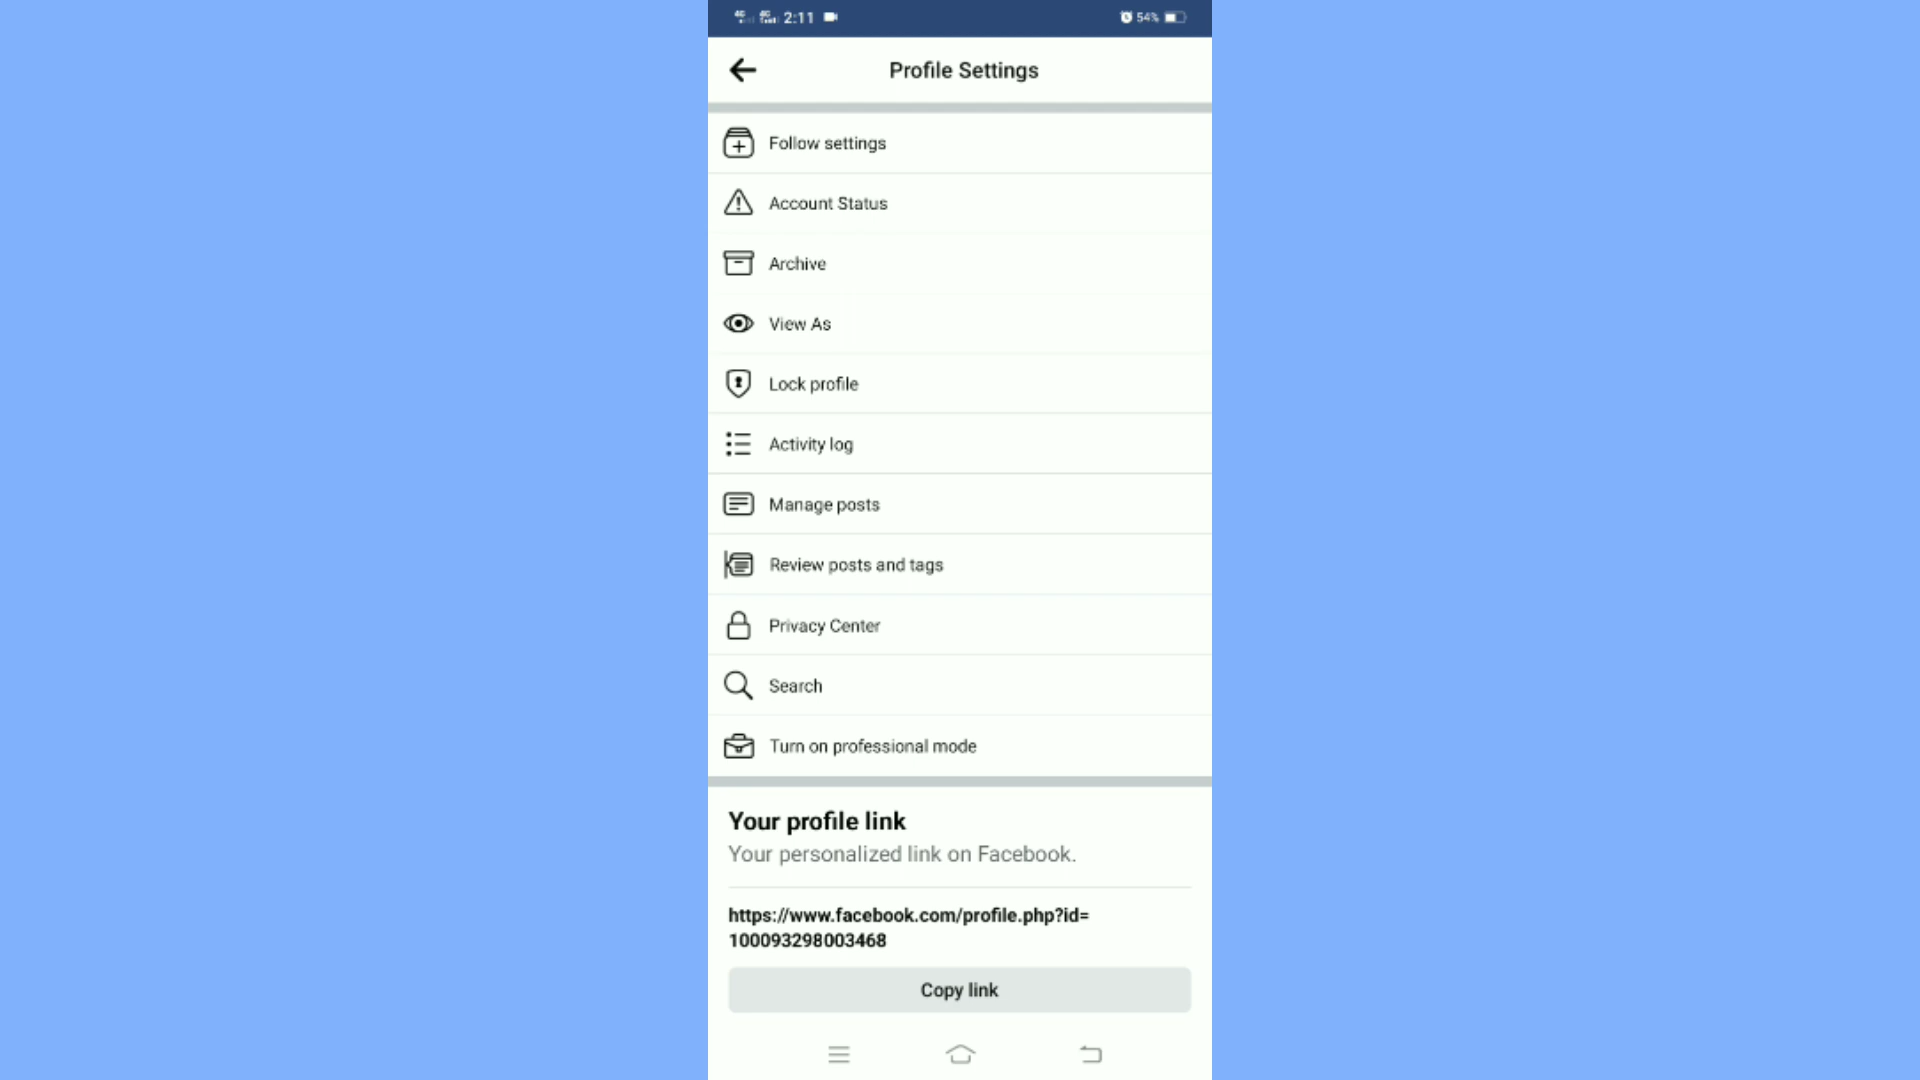 2:11
54%
Profile Settings
Follow settings
Account Status
Archive
View As
Lock profile
Activity log
Manage posts
Review posts and tags
Privacy Center
Search
Turn on professional mode
Your profile link
Your personalized link on Facebook.
https://www.facebook.com/profile.php?id=
100093298003468
Copy link